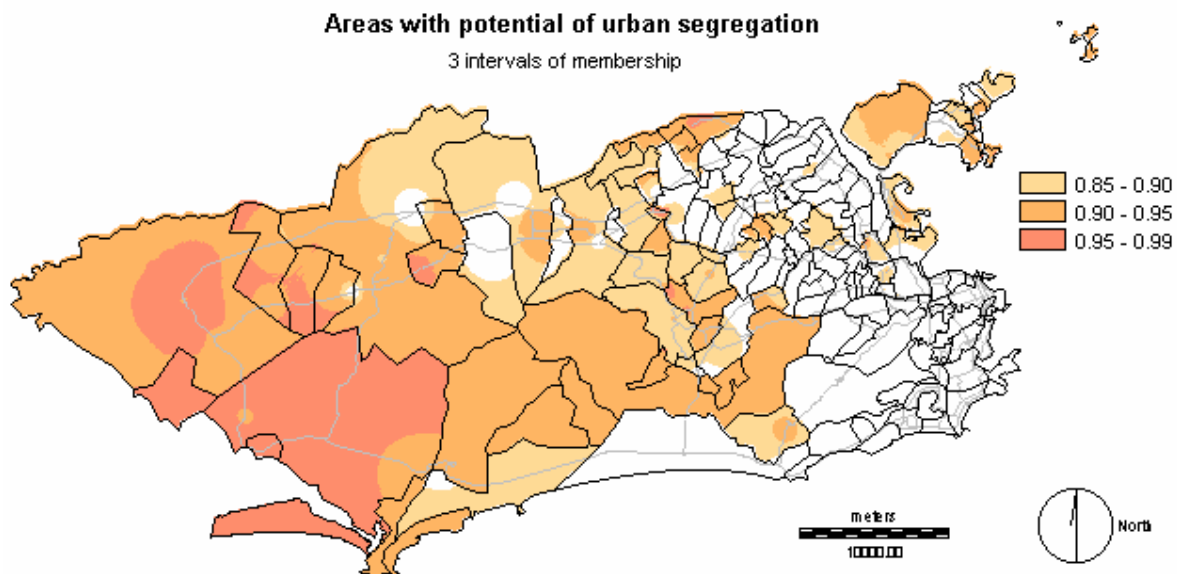 Areas with potential of urban segregation
3 intervals of membership
0.85 - 0.90
0.90 - 0.95
0.95 - 0.99
meters
10000.00
North